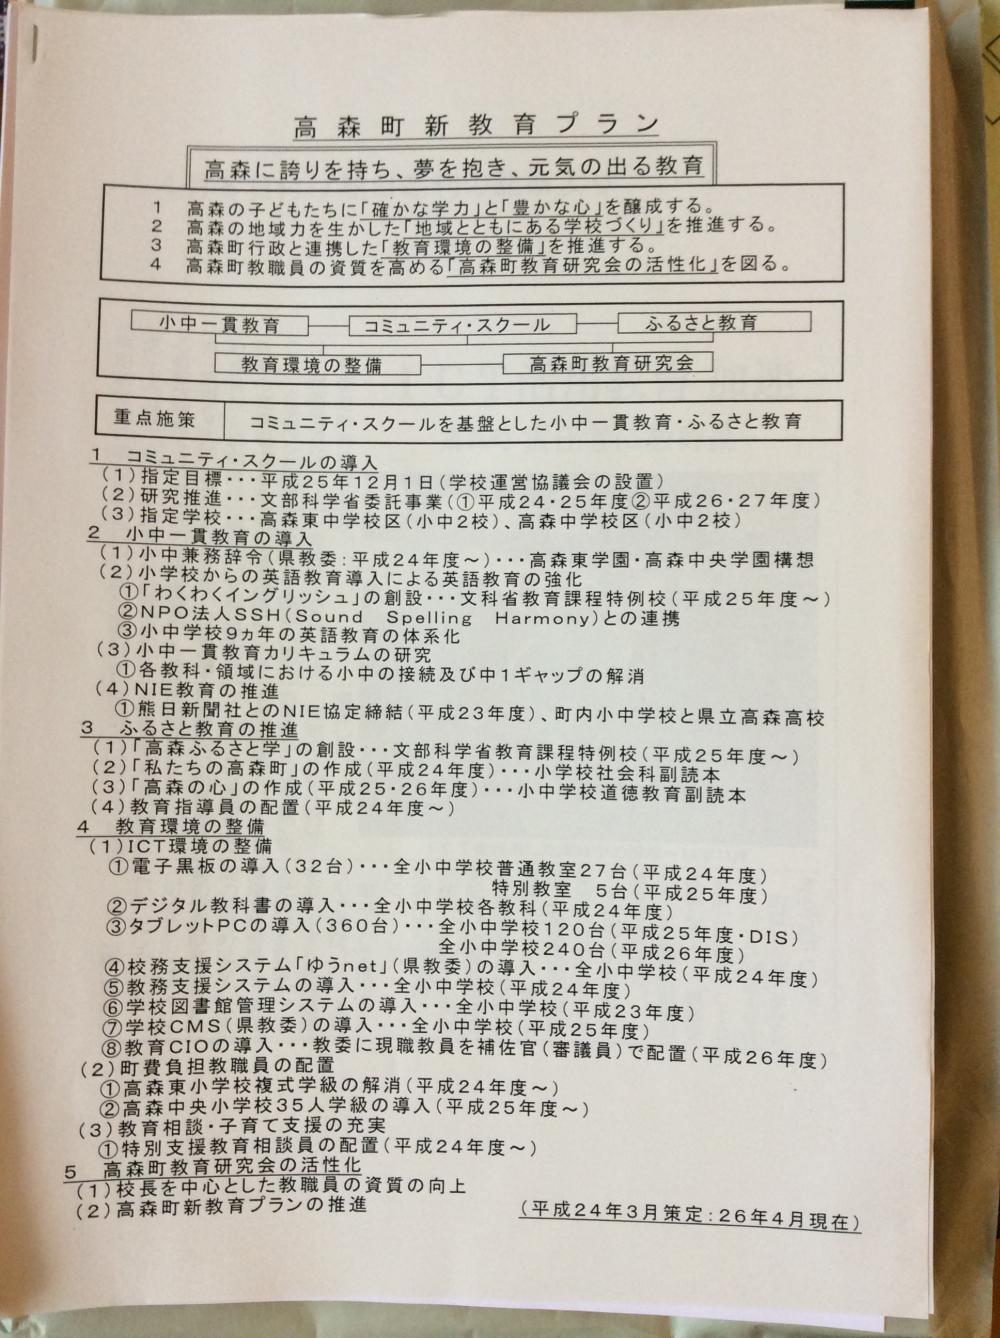 高森町新教育プラン
高森に誇りを持ち、夢を抱き、元気の出る教育
1 高森の子どもたちに「確かな学力」と「豊かな心」を醸成する。
2 高森の地域力を生かした「地域とともにある学校づくり」を推進する。
3 高森町行政と連携した「教育環境の整備」を推進する。
4 高森町教職員の資質を高める「高森町教育研究会の活性化」を図る。
小中一貫教育 コミュニティ・スクール ふるさと教育
教育環境の整備 高森町教育研究会
重点施策 コミュニティ・スクールを基盤とした小中一貫教育・ふるさと教育
1 コミュニティ・スクールの導入
(1)指定目標・・・平成25年12月1日(学校運営協議会の設置)
(2)研究推進・・・文部科学省委託事業(①平成24・25年度②平成26・27年度)
(3)指定学校・・・高森東中学校区(小中2校)、高森中学校区(小中2校)
2 小中一貫教育の導入
(1)小中兼務辞令(県教委:平成24年度~)・・・高森東学園・高森中央学園構想
(2)小学校からの英語教育導入による英語教育の強化
①「わくわくイングリッシュ」の創設・・・文科省教育課程特例校(平成25年度~)
②NPO法人SSH(Sound Spelling Harmony)との連携
③小中学校9ヵ年の英語教育の体系化
(3)小中一貫教育カリキュラムの研究
①各教科・領域における小中の接続及び中1ギャップの解消
(4)NIE教育の推進
①熊日新聞社とのNIE協定締結(平成23年度)、町内小中学校と県立高森高校
3 ふるさと教育の推進
(1)「高森ふるさと学」の創設・・・文部科学省教育課程特例校(平成25年度~)
(2)「私たちの高森町」の作成(平成24年度)・・・小学校社会科副読本
(3)「高森の心」の作成(平成25・26年度)・・・小中学校道徳教育副読本
(4)教育指導員の配置(平成24年度~)
4 教育環境の整備
(1)ICT環境の整備
①電子黒板の導入(32台)・・・全小中学校普通教室27台(平成24年度)
特別教室 5台(平成25年度)
②デジタル教科書の導入・・・全小中学校各教科(平成24年度)
③タブレットPCの導入(360台)・・・全小中学校120台(平成25年度・DIS)
全小中学校240台(平成26年度)
④校務支援システム「ゆうnet」(県教委)の導入・・・全小中学校(平成24年度)
⑤教務支援システムの導入・・・全小中学校(平成24年度)
⑥学校図書館管理システムの導入・・・全小中学校(平成23年度)
⑦学校CMS(県教委)の導入・・・全小中学校(平成25年度)
⑧教育CIOの導入・・・教委に現職教員を補佐官(審議員)で配置(平成26年度)
(2)町費負担教職員の配置
①高森東小学校複式学級の解消(平成24年度~)
②高森中央小学校35人学級の導入(平成25年度~)
(3)教育相談・子育て支援の充実
①特別支援教育相談員の配置(平成24年度~)
5 高森町教育研究会の活性化
(1)校長を中心とした教職員の資質の向上
(2)高森町新教育プランの推進
(平成24年3月策定:26年4月現在)